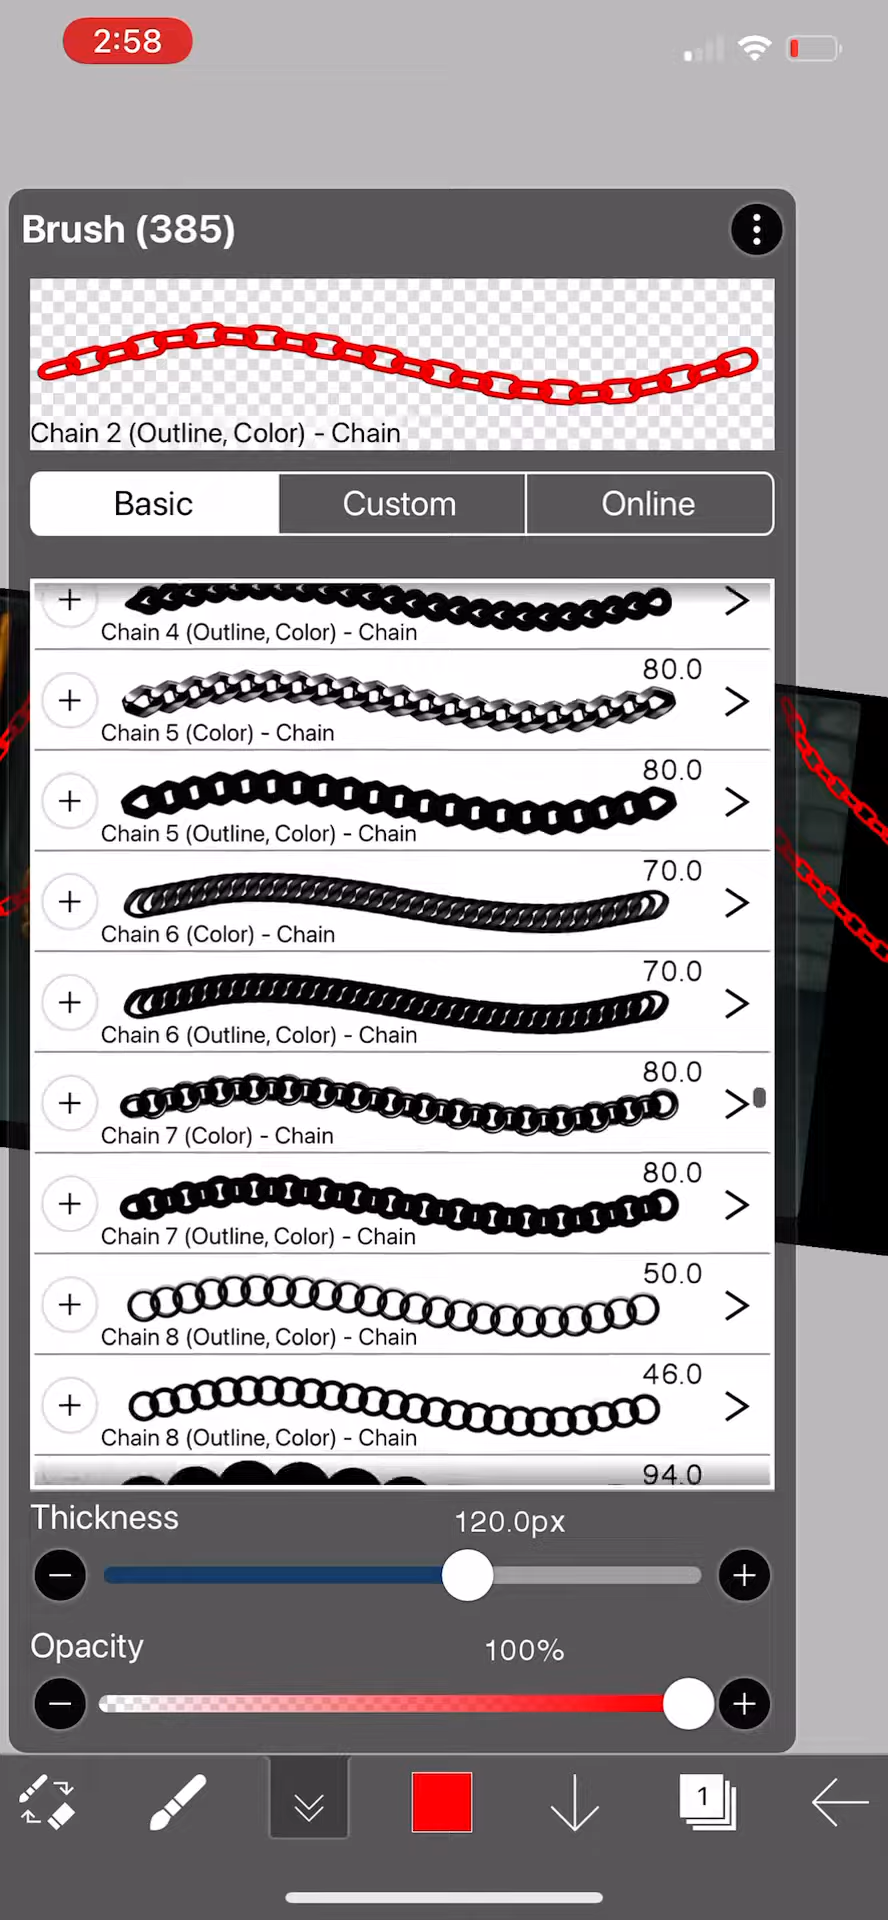 2:58
Brush (385)
Chain 2 (Outline, Color) - Chain
Basic
Custom
Online
Chain 4 (Outline, Color) - Chain
80.0
Chain 5 (Color) - Chain
80.0
Chain 5 (Outline, Color) - Chain
70.0
Chain 6 (Color) - Chain
70.0
Chain 6 (Outline, Color) - Chain
80.0
Chain 7 (Color) - Chain
80.0
Chain 7 (Outline, Color) - Chain
50.0
Chain 8 (Outline, Color) - Chain
46.0
Chain 8 (Outline, Color) - Chain
94.0
Thickness
120.0px
Opacity
100%
1